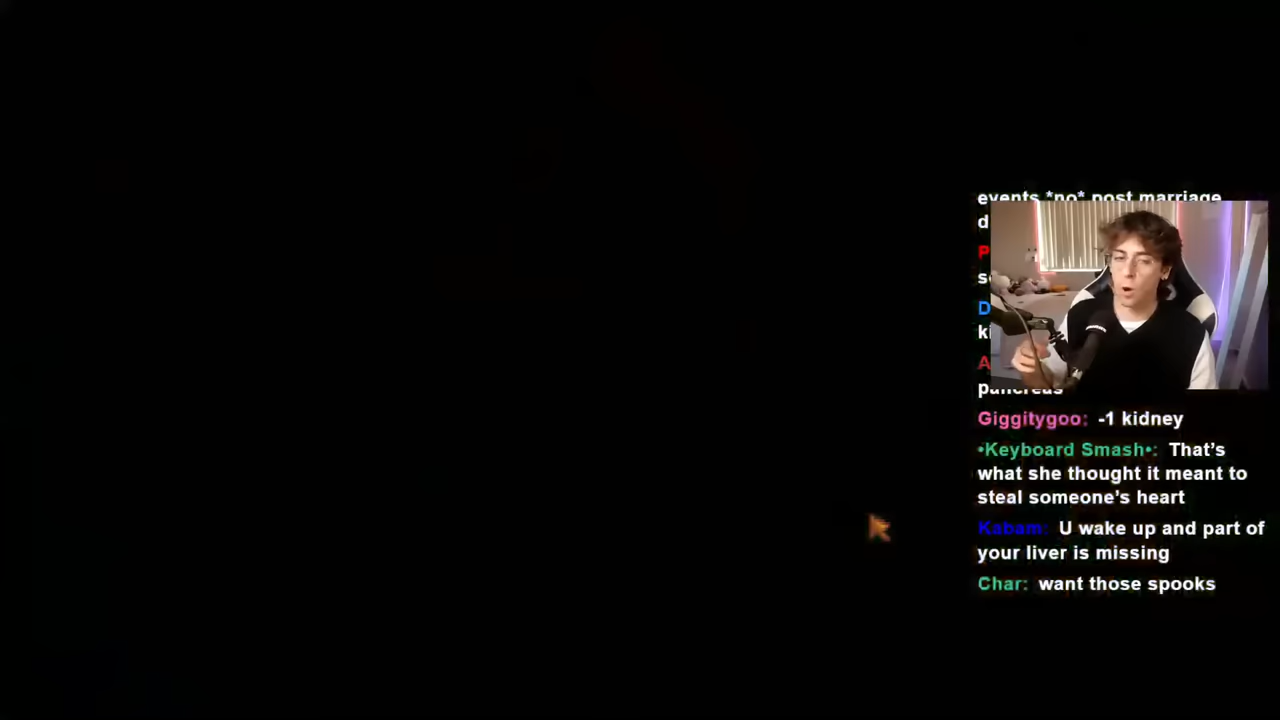 events *no* post marriage
d
P
s
D
ki
A
pancreas
Giggitygoo: -1 kidney
•Keyboard Smash•: That's
what she thought it meant to
steal someone's heart
Kabam: U wake up and part of
your liver is missing
Char: want those spooks